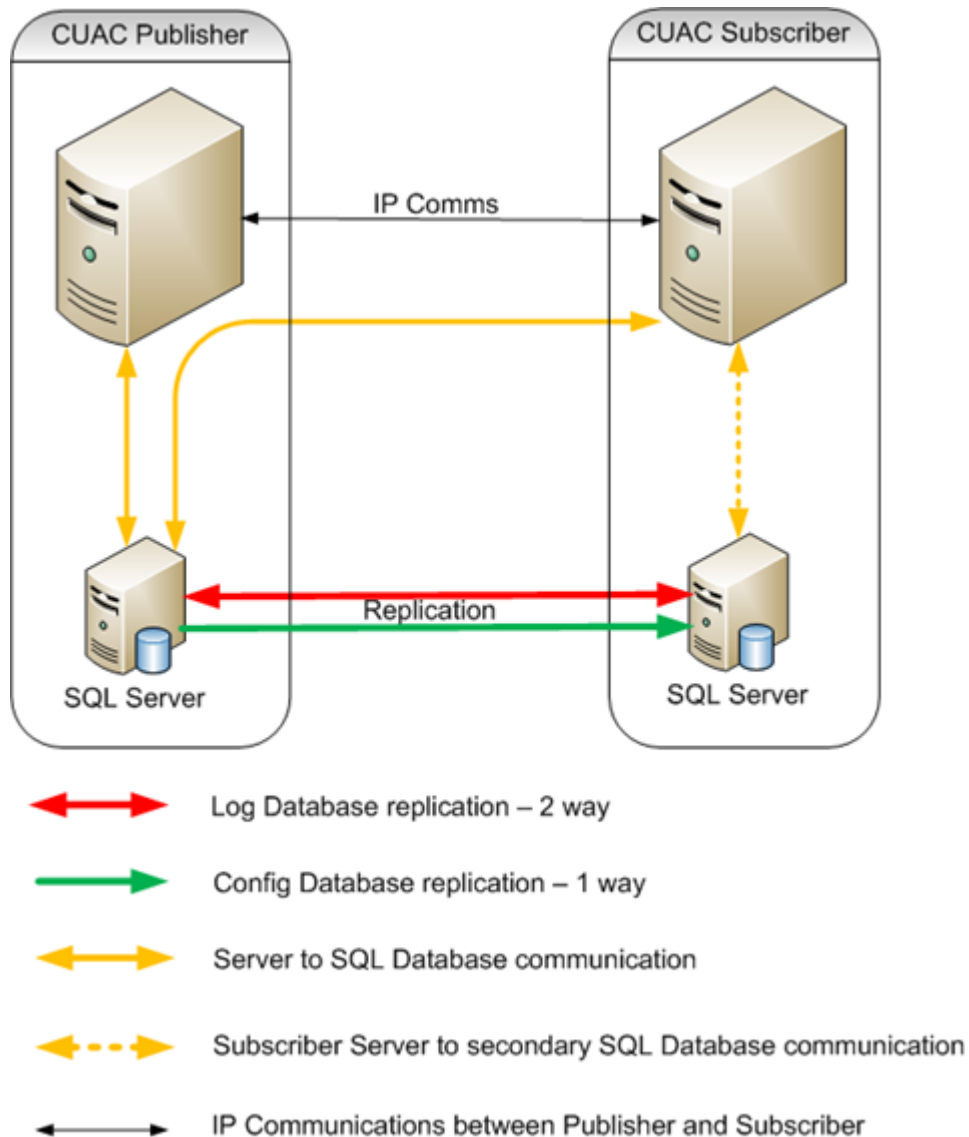 CUAC Publisher
CUAC Subscriber
IP Comms
Replication
SQL Server
SQL Server
Log Database replication – 2 way
Config Database replication – 1 way
Server to SQL Database communication
Subscriber Server to secondary SQL Database communication
IP Communications between Publisher and Subscriber